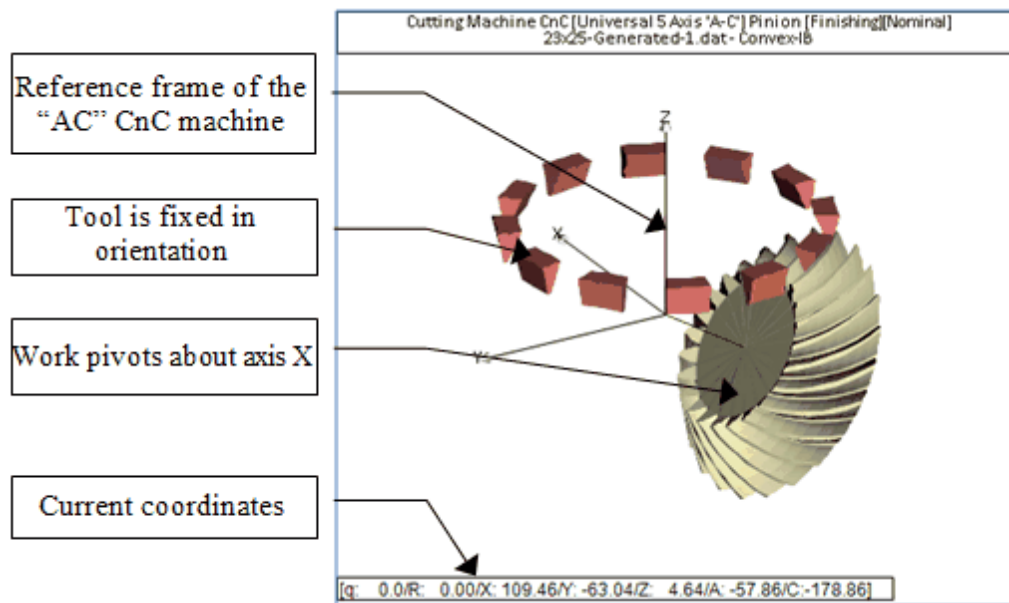 Cutting Machine CnC [Universal 5 Axis "A-C"] Pinion [Finishing][Nominal]
23x25-Generated-1.dat - Convex-IB
Reference frame of the
“AC” CnC machine
Z
Tool is fixed in
orientation
X
Work pivots about axis X
Y
Current coordinates
[q: 0.0/R: 0.00/X: 109.46/Y: -63.04/Z: 4.64/A: -57.86/C:-178.86]